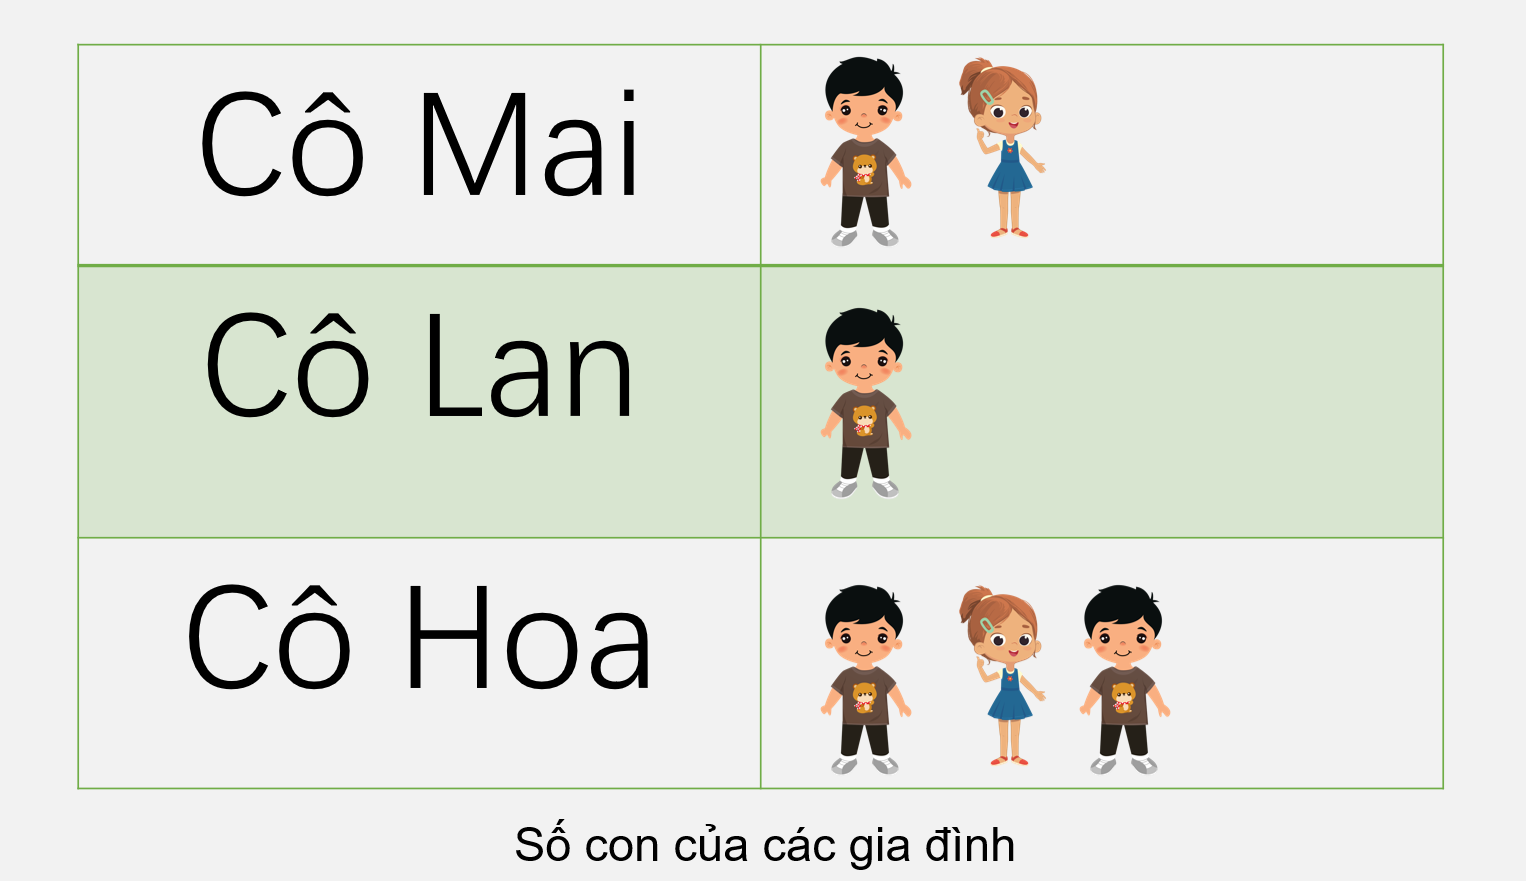 Cô Mai
Cô Lan
Cô Hoa
Số con của các gia đình